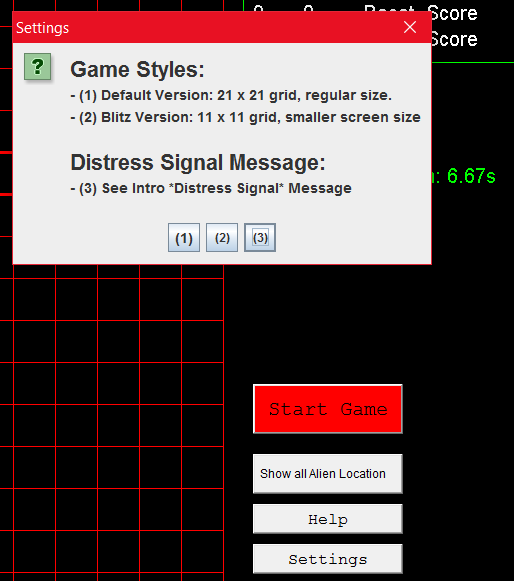 0 0 Boost Score
Score
Settings
?
Game Styles:
- (1) Default Version: 21 x 21 grid, regular size.
- (2) Blitz Version: 11 x 11 grid, smaller screen size
Distress Signal Message:
: 6.67s
- (3) See Intro *Distress Signal* Message
(1) (2) (3)
Start Game
Show all Alien Location
Help
Settings